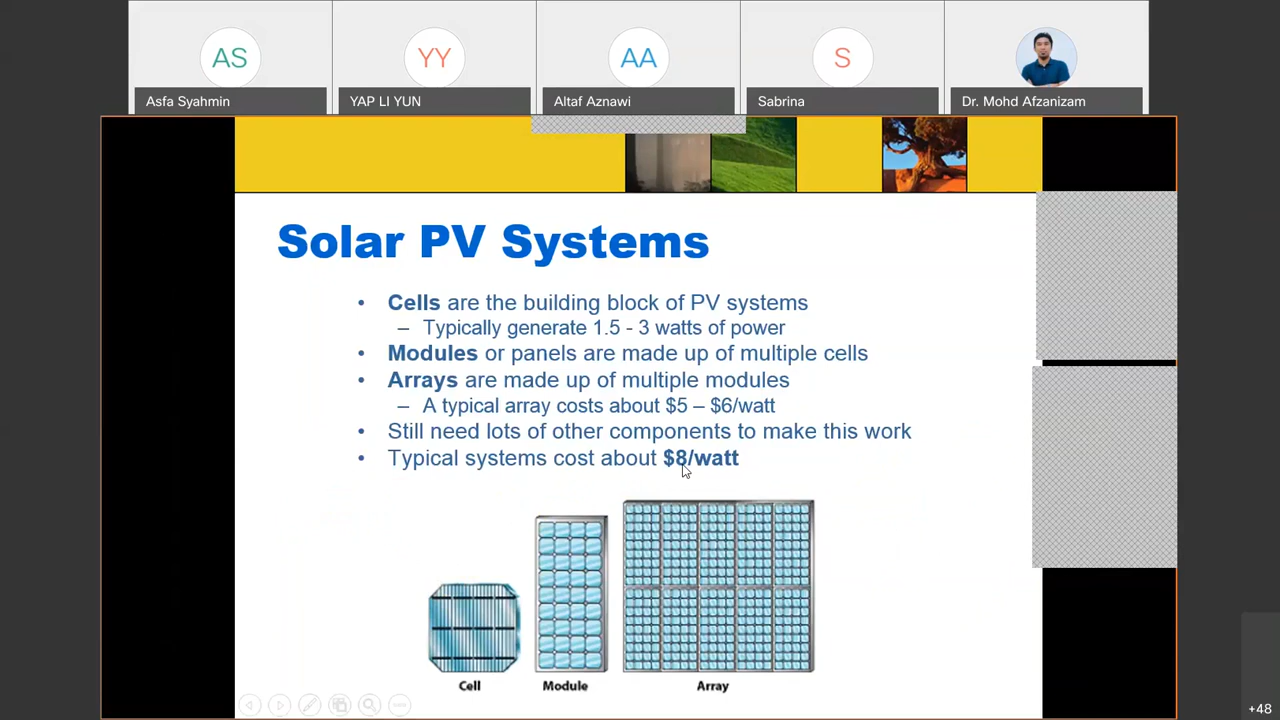 AS
YY
AA
S
Asfa Syahmin
YAP LI YUN
Altaf Aznawi
Sabrina
Dr. Mohd Afzanizam
Solar PV Systems
• Cells are the building block of PV systems
– Typically generate 1.5 - 3 watts of power
• Modules or panels are made up of multiple cells
• Arrays are made up of multiple modules
– A typical array costs about $5 – $6/watt
• Still need lots of other components to make this work
• Typical systems cost about $8/watt
Cell
Module
Array
+48